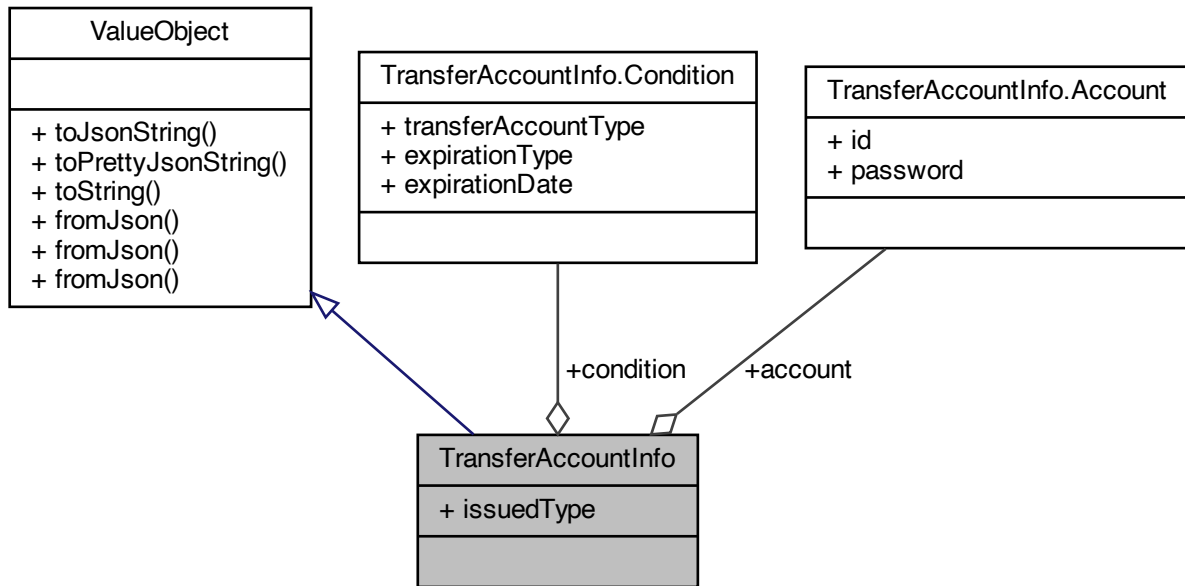 ValueObject
+ toJsonString()
+ toPrettyJsonString()
+ toString()
+ fromJson()
+ fromJson()
+ fromJson()
TransferAccountInfo.Condition
+ transferAccountType
+ expirationType
+ expirationDate
TransferAccountInfo.Account
+ id
+ password
+condition
+account
TransferAccountInfo
+ issuedType